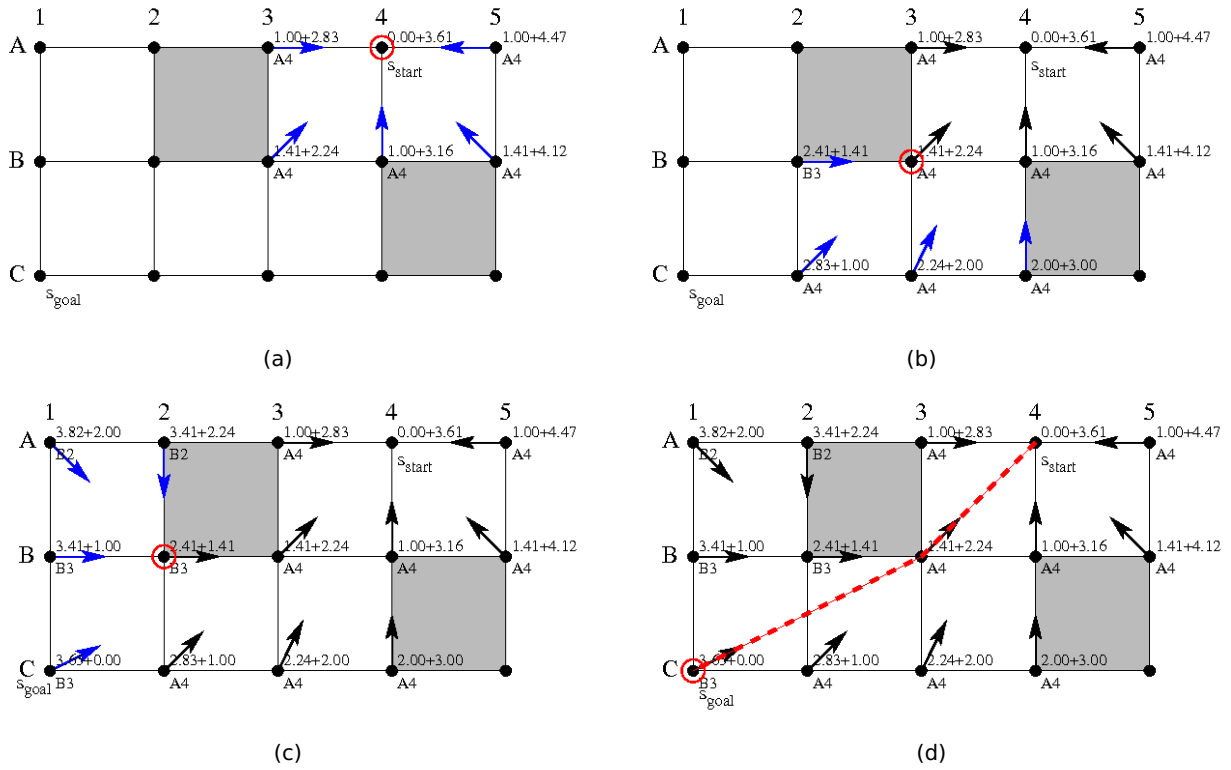 1 2 3 4 5
A 1.00+2.83 0.00+3.61 1.00+4.47
A4 s_start A4
B 1.41+2.24 1.00+3.16 1.41+4.12
A4 A4 A4
C
s_goal
(a)
1 2 3 4 5
A 1.00+2.83 0.00+3.61 1.00+4.47
A4 s_start A4
B 2.41+1.41 1.41+2.24 1.00+3.16 1.41+4.12
B3 A4 A4 A4
C 2.83+1.00 2.24+2.00 2.00+3.00
s_goal A4 A4 A4
(b)
1 2 3 4 5
A 3.82+2.00 3.41+2.24 1.00+2.83 0.00+3.61 1.00+4.47
B2 B2 A4 s_start A4
B 3.41+1.00 2.41+1.41 1.41+2.24 1.00+3.16 1.41+4.12
B3 B3 A4 A4 A4
C 3.65+0.00 2.83+1.00 2.24+2.00 2.00+3.00
s_goal B3 A4 A4 A4
(c)
1 2 3 4 5
A 3.82+2.00 3.41+2.24 1.00+2.83 0.00+3.61 1.00+4.47
B2 B2 A4 s_start A4
B 3.41+1.00 2.41+1.41 1.41+2.24 1.00+3.16 1.41+4.12
B3 B3 A4 A4 A4
C 3.65+0.00 2.83+1.00 2.24+2.00 2.00+3.00
B3 A4 A4 A4
s_goal
(d)